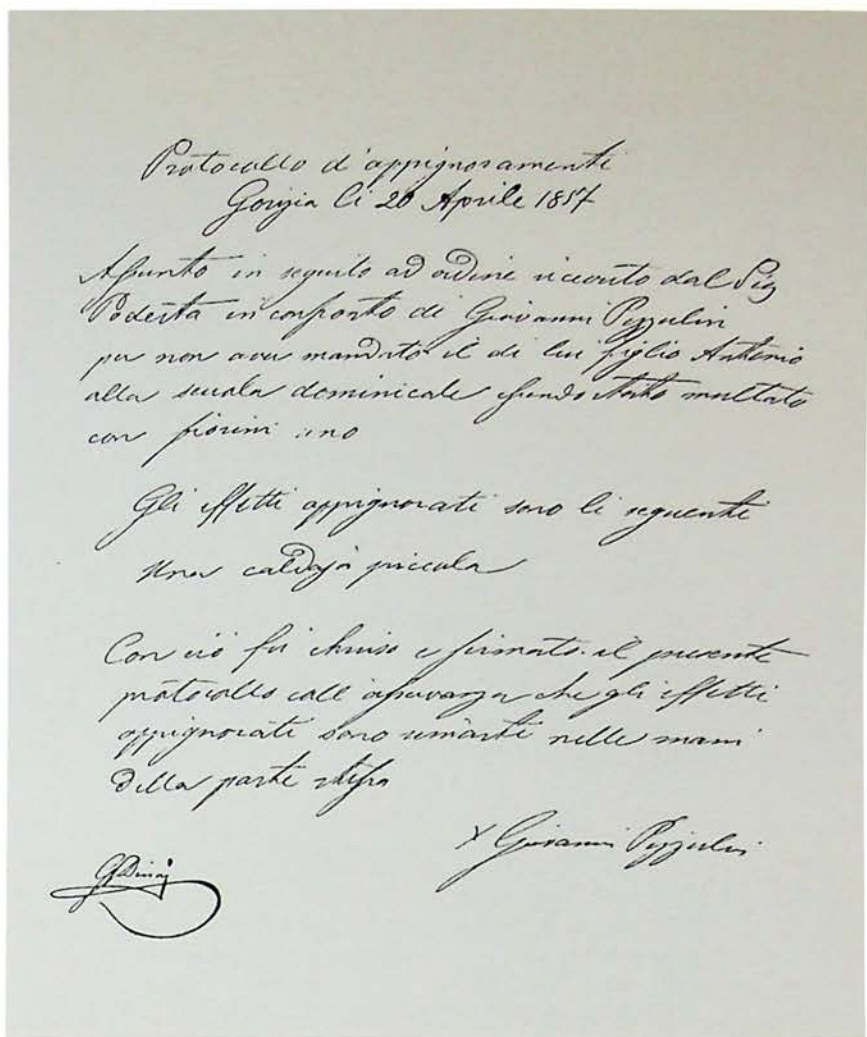 Protocollo d'appignoramenti
Gorizia li 20 Aprile 1857
Assunto in seguito ad ordine ricevuto dal Sig
Podestà in confronto di Giovanni Pizzulin
per non aver mandato il di lui figlio Antonio
alla scuola dominicale essendo stato multato
con fiorini uno
Gli effetti appignorati sono li seguenti
Una caldaja piccula
Con ciò fu chiuso e firmato il presente
protocollo coll' osservanza che gli effetti
appignorati sono rimasti nelle mani
della parte stessa
x Giovanni Pizzulin